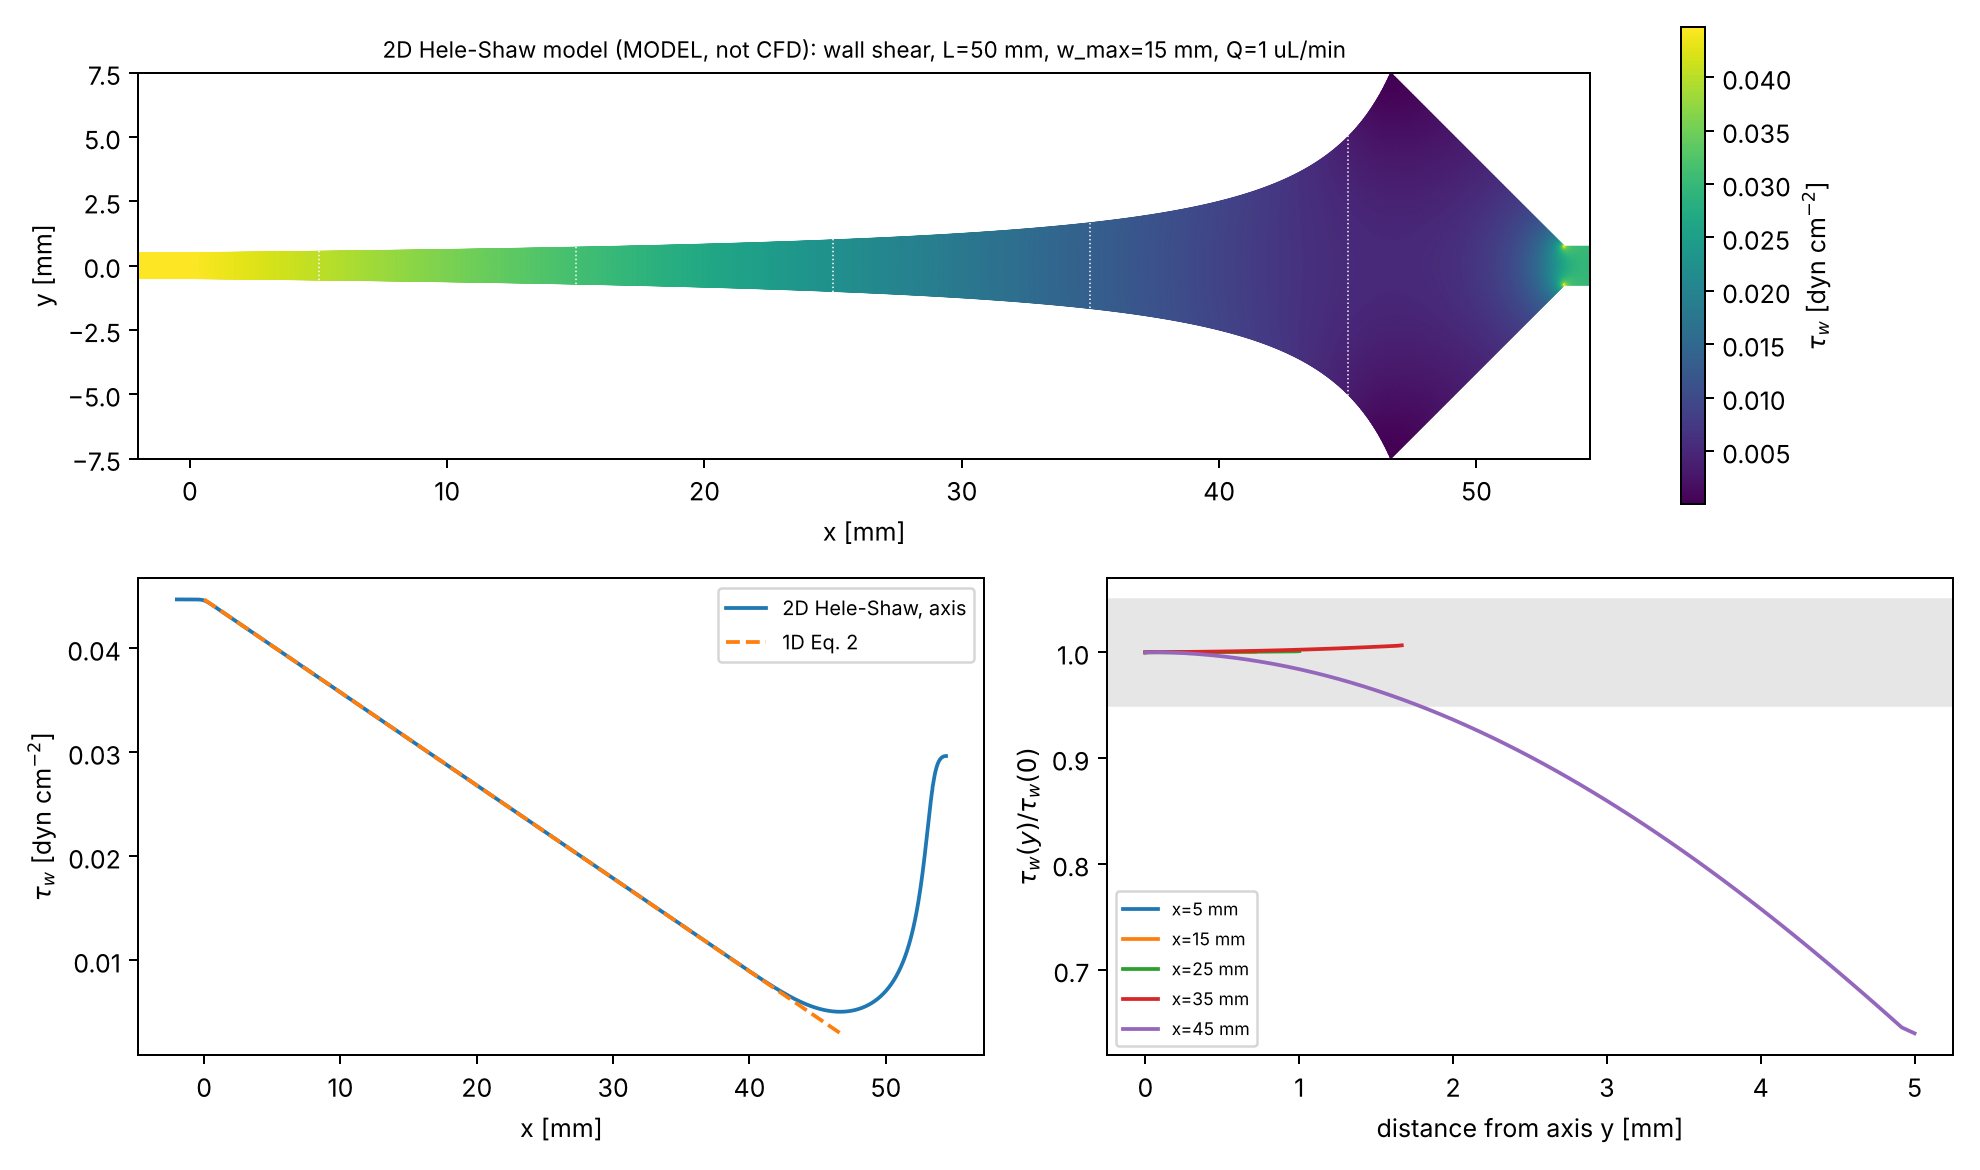 2D Hele-Shaw model (MODEL, not CFD): wall shear, L=50 mm, w_max=15 mm, Q=1 uL/min
7.5
5.0
2.5
0.0
−2.5
−5.0
−7.5
y [mm]
0
10
20
30
40
50
x [mm]
0.040
0.035
0.030
0.025
0.020
0.015
0.010
0.005
τ_w [dyn cm⁻²]
2D Hele-Shaw, axis
1D Eq. 2
0.04
0.03
0.02
0.01
τ_w [dyn cm⁻²]
0
10
20
30
40
50
x [mm]
1.0
0.9
0.8
0.7
τ_w(y)/τ_w(0)
x=5 mm
x=15 mm
x=25 mm
x=35 mm
x=45 mm
0
1
2
3
4
5
distance from axis y [mm]